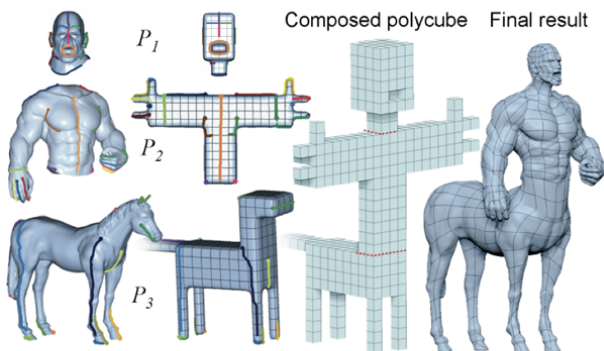 Composed polycube
Final result
P1
P2
P3